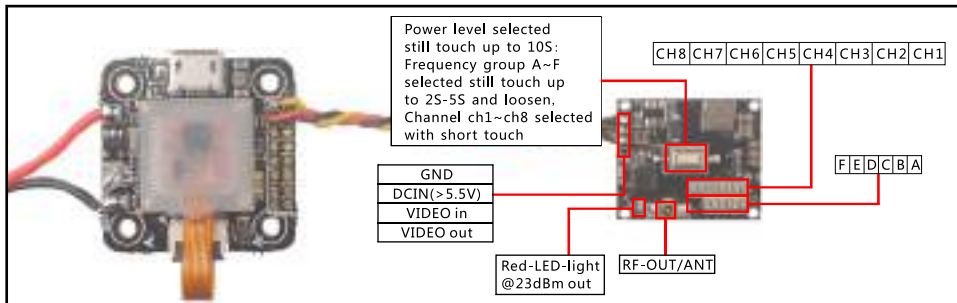 Power level selected
still touch up to 10S:
Frequency group A~F
selected still touch up
to 2S-5S and loosen,
Channel ch1~ch8 selected
with short touch
CH8 CH7 CH6 CH5 CH4 CH3 CH2 CH1
F E D C B A
GND
DCIN(>5.5V)
VIDEO in
VIDEO out
Red-LED-light
@23dBm out
RF-OUT/ANT